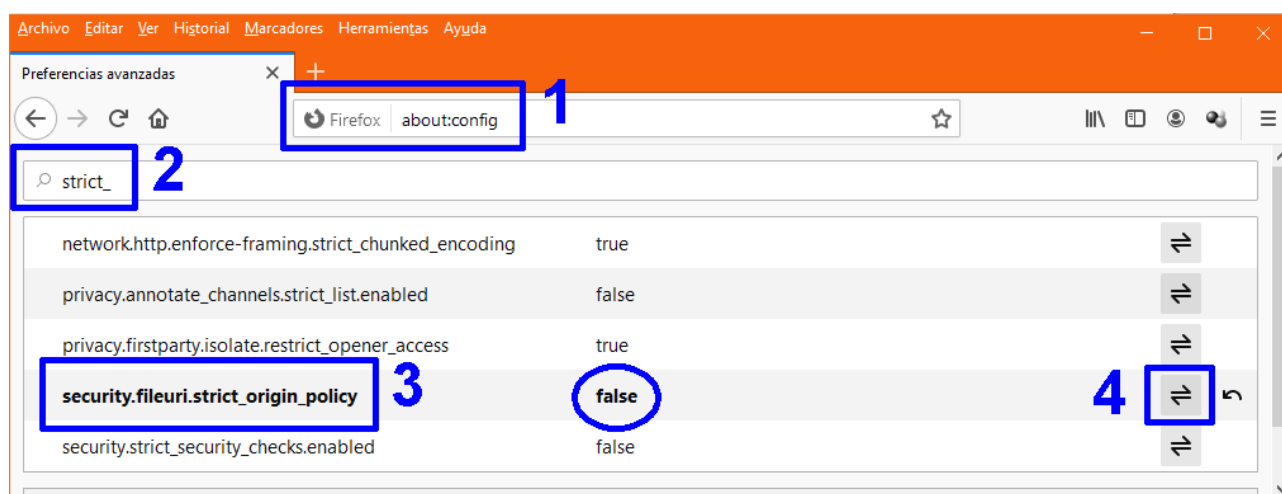 Archivo Editar Ver Historial Marcadores Herramientas Ayuda
Preferencias avanzadas
1
Firefox about:config
2
strict_
network.http.enforce-framing.strict_chunked_encoding true
privacy.annotate_channels.strict_list.enabled false
privacy.firstparty.isolate.restrict_opener_access true
security.fileuri.strict_origin_policy 3 false 4
security.strict_security_checks.enabled false